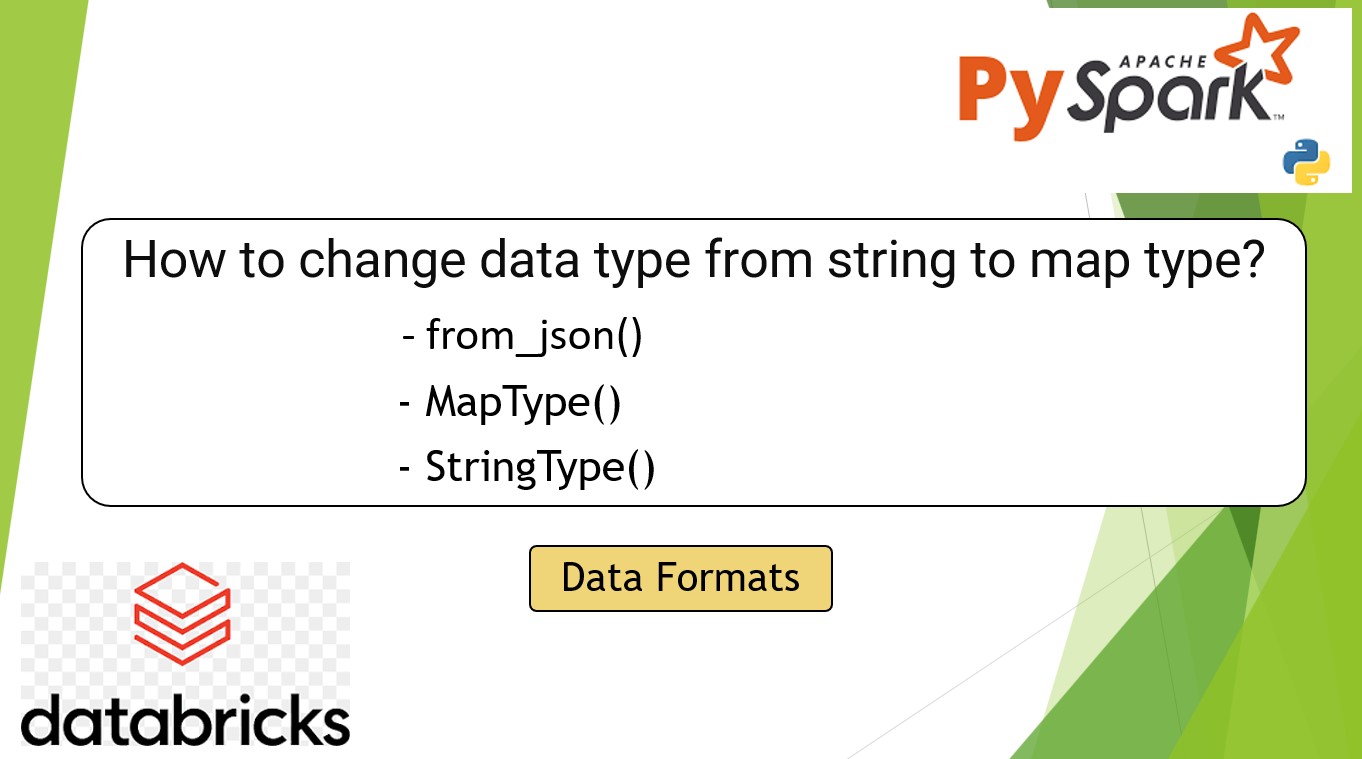 APACHE
PySpark™
How to change data type from string to map type?
- from_json()
- MapType()
- StringType()
Data Formats
databricks